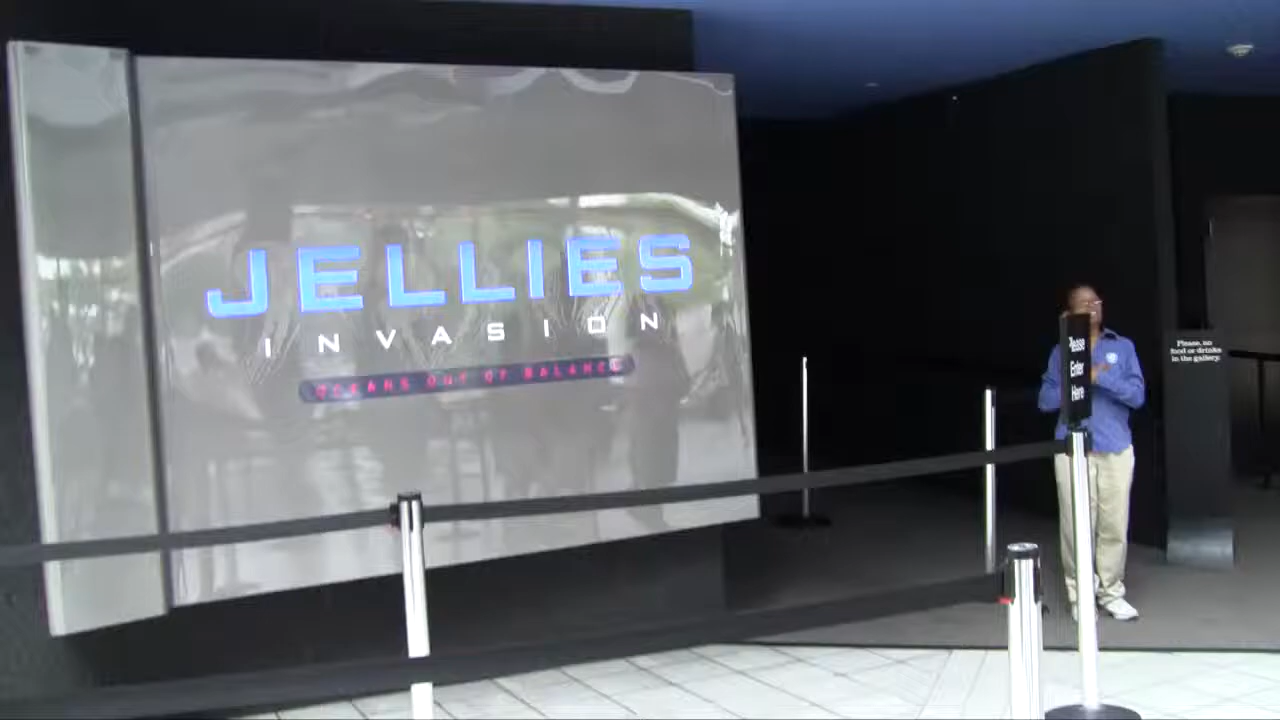 JELLIES
INVASION
OCEANS OUT OF BALANCE
Please
Enter
Here
Please, no
food or drinks
in the gallery.